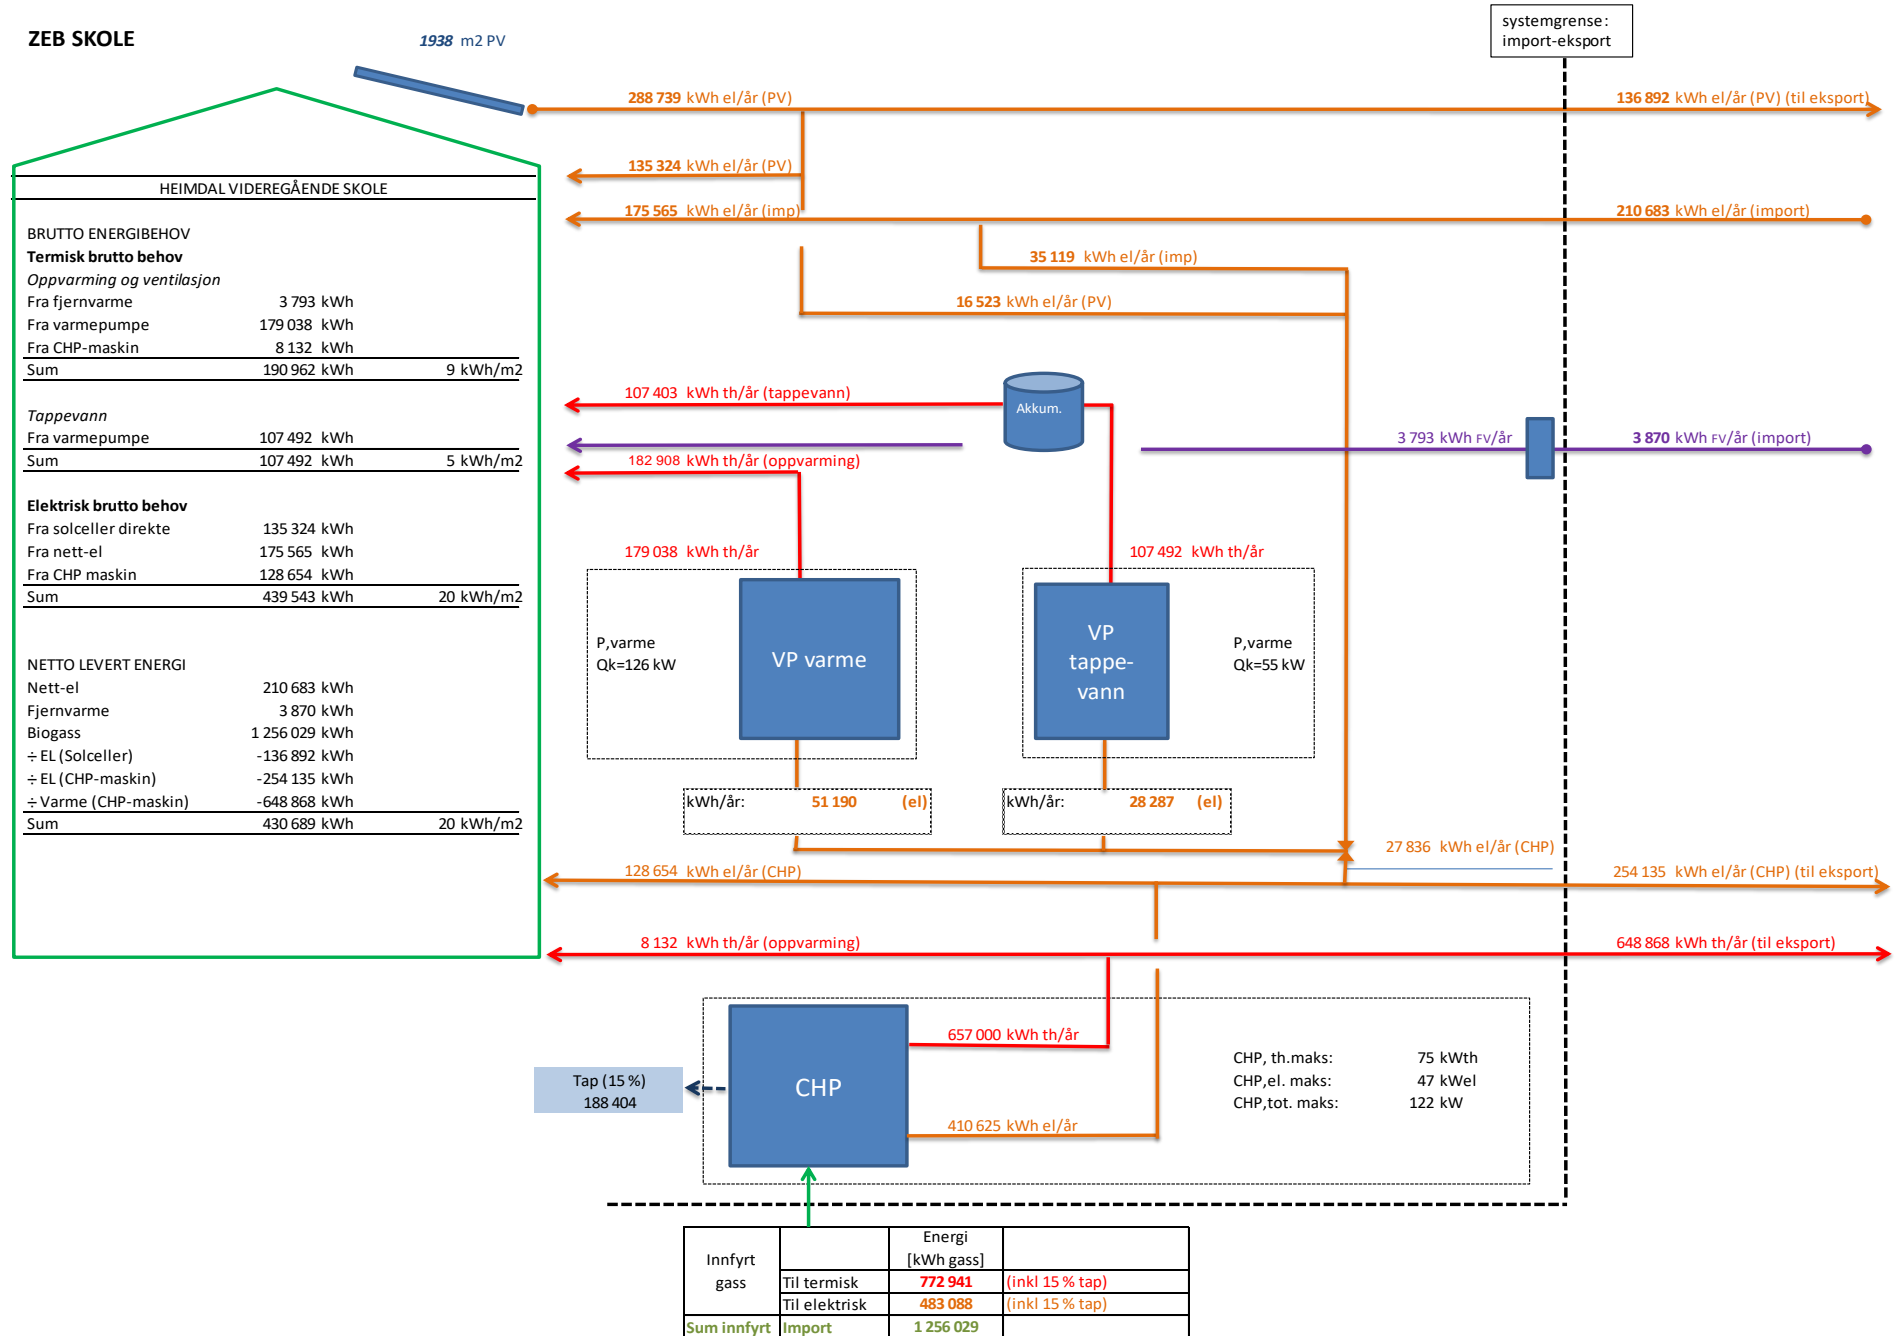 ZEB SKOLE
1938 m2 PV
systemgrense:
import-eksport
288 739 kWh el/år (PV)
136 892 kWh el/år (PV) (til eksport)
135 324 kWh el/år (PV)
175 565 kWh el/år (imp)
210 683 kWh el/år (import)
35 119 kWh el/år (imp)
16 523 kWh el/år (PV)
HEIMDAL VIDEREGÅENDE SKOLE
BRUTTO ENERGIBEHOV
Termisk brutto behov
Oppvarming og ventilasjon
Fra fjernvarme 3 793 kWh
Fra varmepumpe 179 038 kWh
Fra CHP-maskin 8 132 kWh
Sum 190 962 kWh 9 kWh/m2
Tappevann
Fra varmepumpe 107 492 kWh
Sum 107 492 kWh 5 kWh/m2
Elektrisk brutto behov
Fra solceller direkte 135 324 kWh
Fra nett-el 175 565 kWh
Fra CHP maskin 128 654 kWh
Sum 439 543 kWh 20 kWh/m2
NETTO LEVERT ENERGI
Nett-el 210 683 kWh
Fjernvarme 3 870 kWh
Biogass 1 256 029 kWh
÷ EL (Solceller) -136 892 kWh
÷ EL (CHP-maskin) -254 135 kWh
÷ Varme (CHP-maskin) -648 868 kWh
Sum 430 689 kWh 20 kWh/m2
107 403 kWh th/år (tappevann)
Akkum.
3 793 kWh FV/år
3 870 kWh FV/år (import)
182 908 kWh th/år (oppvarming)
179 038 kWh th/år
107 492 kWh th/år
P,varme
Qk=126 kW
VP varme
VP
tappe-
vann
P,varme
Qk=55 kW
kWh/år: 51 190 (el)
kWh/år: 28 287 (el)
27 836 kWh el/år (CHP)
128 654 kWh el/år (CHP)
254 135 kWh el/år (CHP) (til eksport)
8 132 kWh th/år (oppvarming)
648 868 kWh th/år (til eksport)
657 000 kWh th/år
CHP
410 625 kWh el/år
Tap (15 %)
188 404
CHP, th.maks: 75 kWth
CHP,el. maks: 47 kWel
CHP,tot. maks: 122 kW
Innfyrt
gass
Energi
[kWh gass]
Til termisk 772 941 (inkl 15 % tap)
Til elektrisk 483 088 (inkl 15 % tap)
Sum innfyrt Import 1 256 029